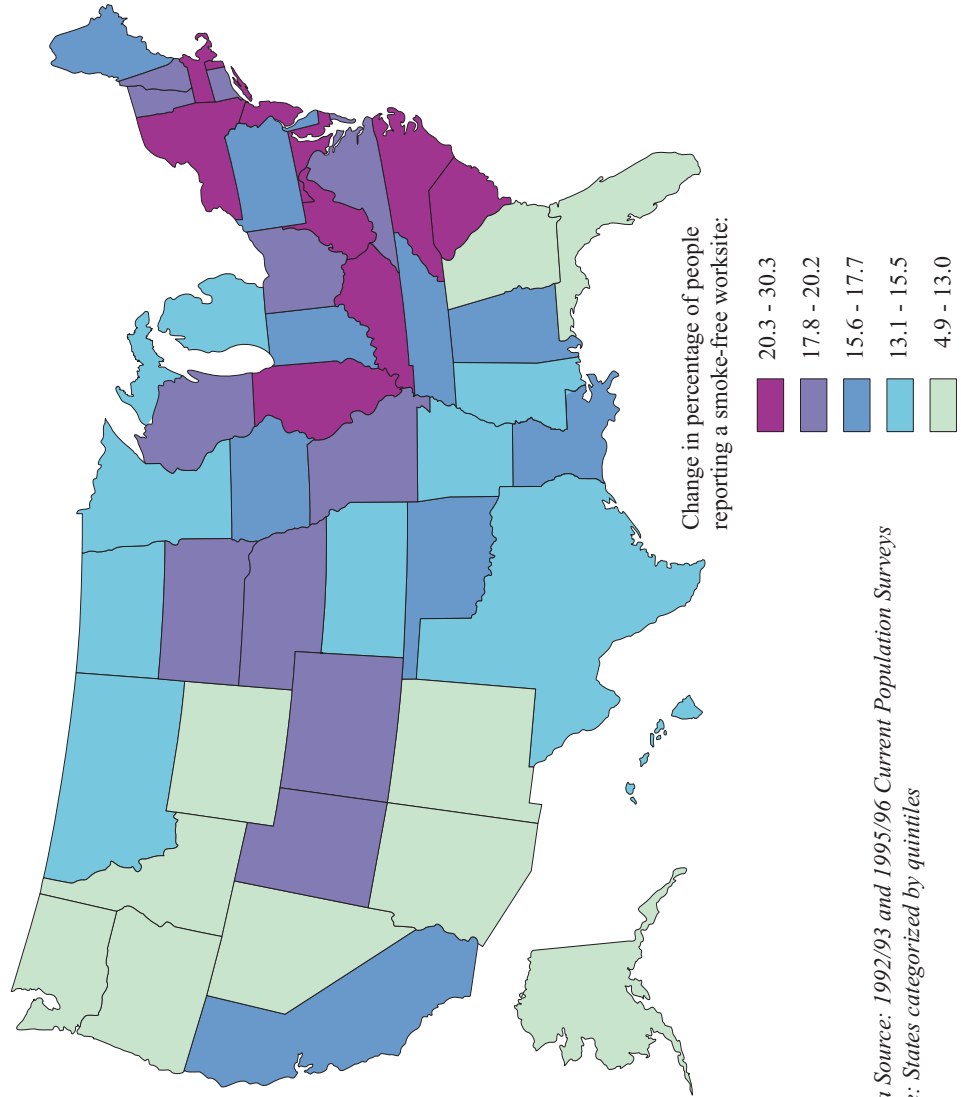 Change in percentage of people
reporting a smoke-free worksite:
20.3 - 30.3
17.8 - 20.2
15.6 - 17.7
13.1 - 15.5
4.9 - 13.0
Source: 1992/93 and 1995/96 Current Population Surveys
: States categorized by quintiles